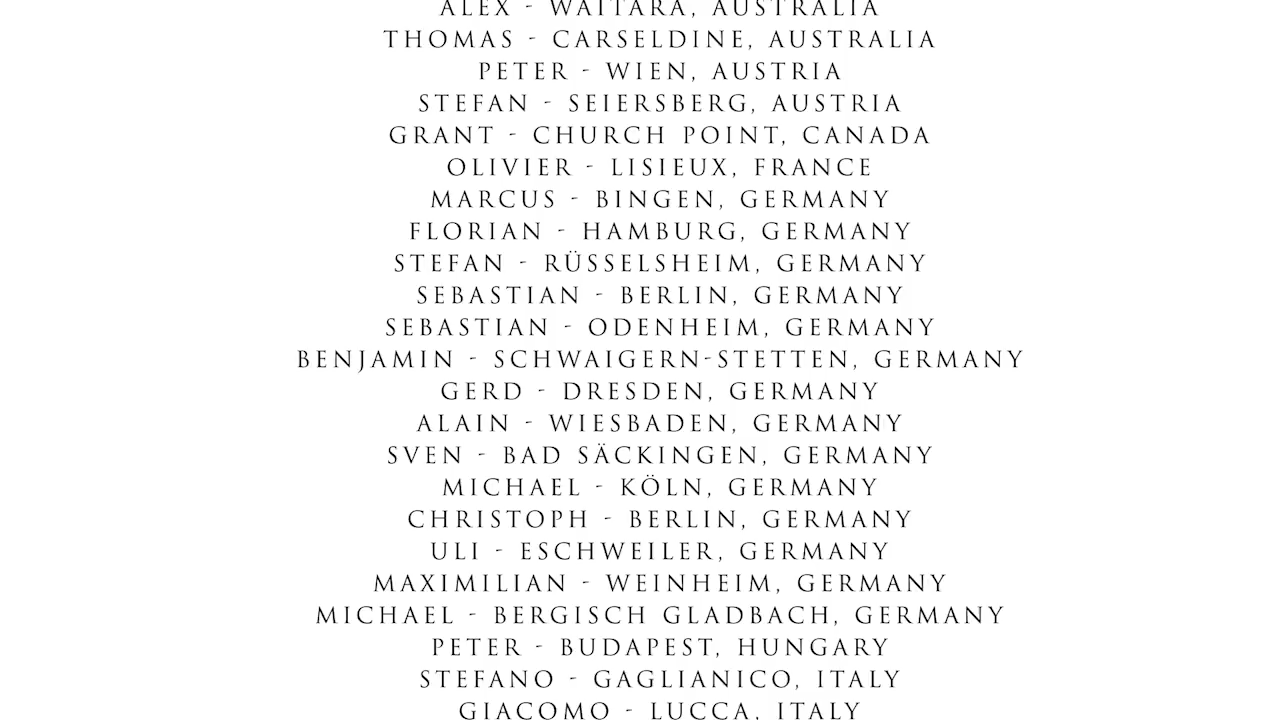 ALEX - WAITARA, AUSTRALIA
THOMAS - CARSELDINE, AUSTRALIA
PETER - WIEN, AUSTRIA
STEFAN - SEIERSBERG, AUSTRIA
GRANT - CHURCH POINT, CANADA
OLIVIER - LISIEUX, FRANCE
MARCUS - BINGEN, GERMANY
FLORIAN - HAMBURG, GERMANY
STEFAN - RÜSSELSHEIM, GERMANY
SEBASTIAN - BERLIN, GERMANY
SEBASTIAN - ODENHEIM, GERMANY
BENJAMIN - SCHWAIGERN-STETTEN, GERMANY
GERD - DRESDEN, GERMANY
ALAIN - WIESBADEN, GERMANY
SVEN - BAD SÄCKINGEN, GERMANY
MICHAEL - KÖLN, GERMANY
CHRISTOPH - BERLIN, GERMANY
ULI - ESCHWEILER, GERMANY
MAXIMILIAN - WEINHEIM, GERMANY
MICHAEL - BERGISCH GLADBACH, GERMANY
PETER - BUDAPEST, HUNGARY
STEFANO - GAGLIANICO, ITALY
GIACOMO - LUCCA, ITALY